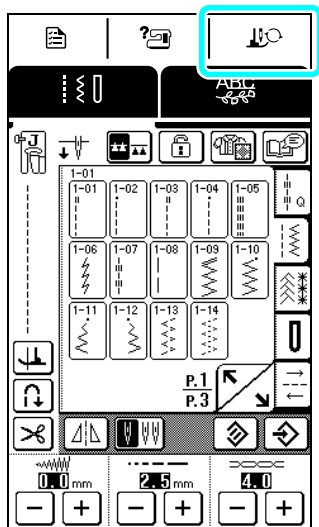 ?
ABC
J
1-01
1-01 1-02 1-03 1-04 1-05
Q
1-06 1-07 1-08 1-09 1-10
1-11 1-12 1-13 1-14
P.1
P.3
0.0 mm 2.5 mm 4.0
- + - + - +